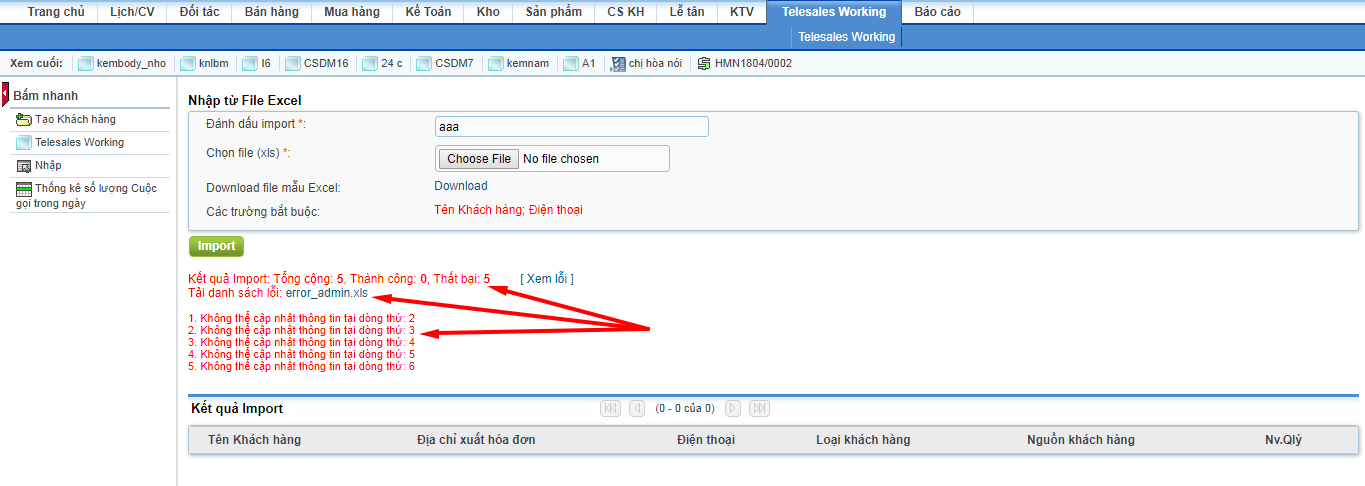 Trang chủ Lịch/CV Đối tác Bán hàng Mua hàng Kế Toán Kho Sản phẩm CS KH Lễ tân KTV Telesales Working Báo cáo
Telesales Working
Xem cuối: kembody_nho knlbm I6 CSDM16 24 c CSDM7 kemnam A1 chị hòa nói HMN1804/0002
Bấm nhanh
Tạo Khách hàng
Telesales Working
Nhập
Thống kê số lượng Cuộc
gọi trong ngày
Nhập từ File Excel
Đánh dấu import *: aaa
Chọn file (xls) *: Choose File No file chosen
Download file mẫu Excel: Download
Các trường bắt buộc: Tên Khách hàng; Điện thoại
Import
Kết quả Import: Tổng cộng: 5, Thành công: 0, Thất bại: 5 [ Xem lỗi ]
Tải danh sách lỗi: error_admin.xls
1. Không thể cập nhật thông tin tại dòng thứ: 2
2. Không thể cập nhật thông tin tại dòng thứ: 3
3. Không thể cập nhật thông tin tại dòng thứ: 4
4. Không thể cập nhật thông tin tại dòng thứ: 5
5. Không thể cập nhật thông tin tại dòng thứ: 6
Kết quả Import (0 - 0 của 0)
Tên Khách hàng Địa chỉ xuất hóa đơn Điện thoại Loại khách hàng Nguồn khách hàng Nv.Qlý